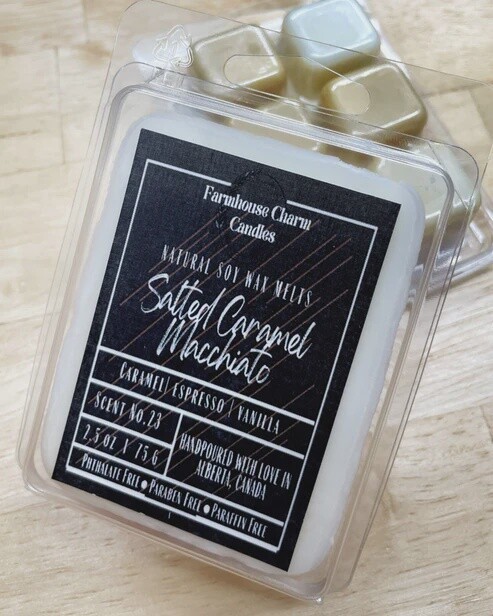 Farmhouse Charm
Candles
NATURAL SOY WAX MELTS
Salted Caramel
Macchiato
CARAMEL | ESPRESSO | VANILLA
SCENT NO.23
2.5 OZ X 75 G
HANDPOURED WITH LOVE IN
ALBERTA, CANADA
PHTHALATE FREE ● PARABEN FREE ● PARAFFIN FREE